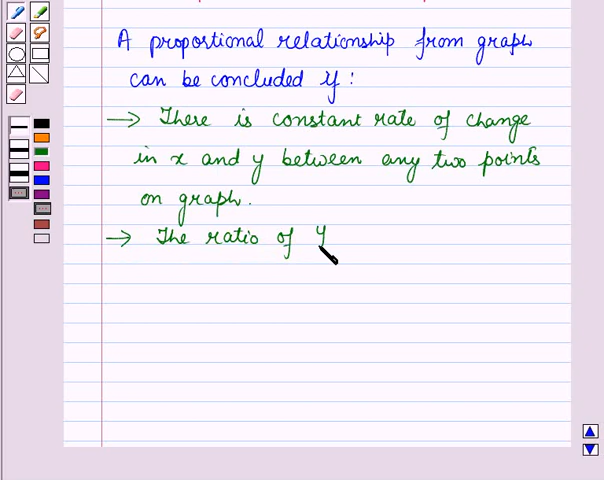 A proportional relationship from graph
can be concluded if :
→ There is constant rate of change
in x and y between any two points
on graph.
→ The ratio of y